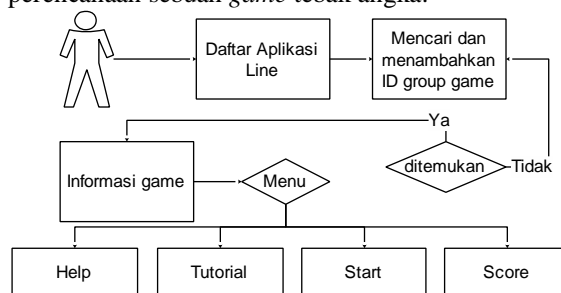 perencanaan sebuah game tebak angka.
Daftar Aplikasi
Line
Mencari dan
menambahkan
ID group game
Ya
ditemukan
Tidak
Informasi game
Menu
Help
Tutorial
Start
Score